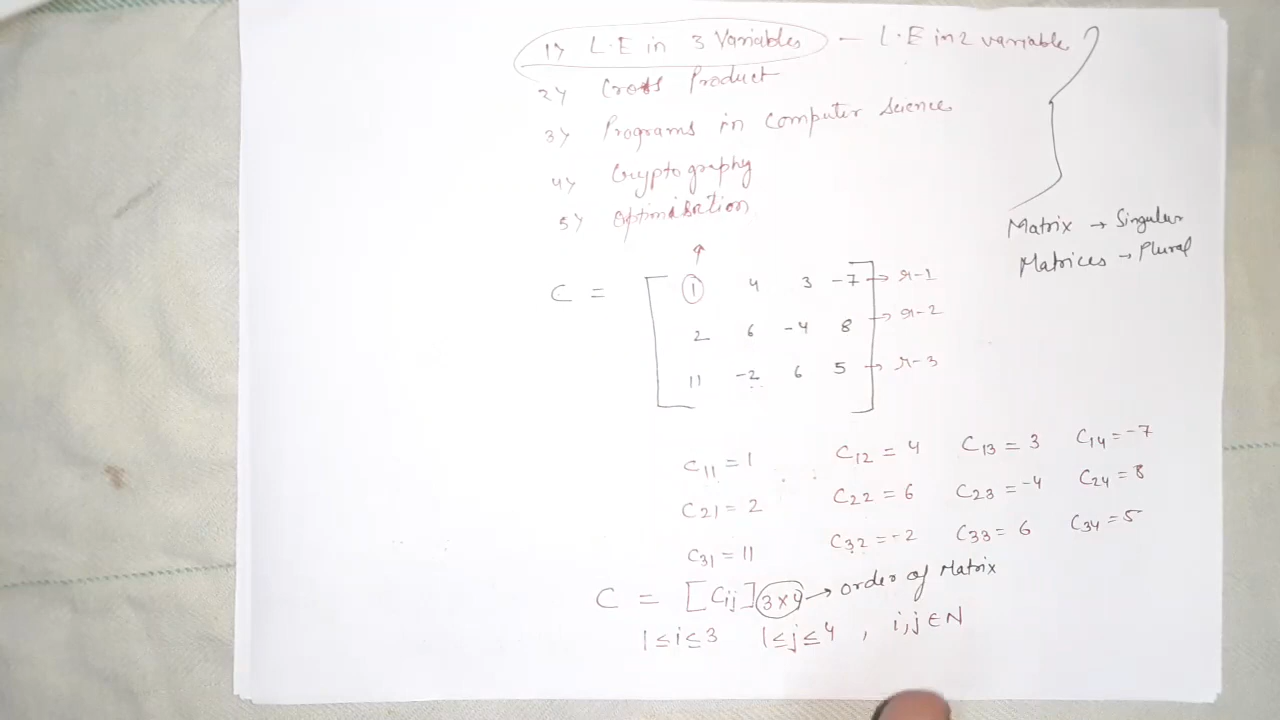 1) L.E in 3 Variables — L.E in 2 variable
2) Cross Product
3) Programs in Computer Science
4) Cryptography
5) Optimisation
Matrix → Singular
Matrices → Plural
C = [ 1 4 3 -7 ] → r-1
2 6 -4 8 → r-2
11 -2 6 5 → r-3
C11 = 1 C12 = 4 C13 = 3 C14 = -7
C21 = 2 C22 = 6 C23 = -4 C24 = 8
C31 = 11 C32 = -2 C33 = 6 C34 = 5
C = [Cij] 3×4 → order of Matrix
1≤i≤3 1≤j≤4 , i,j∈N